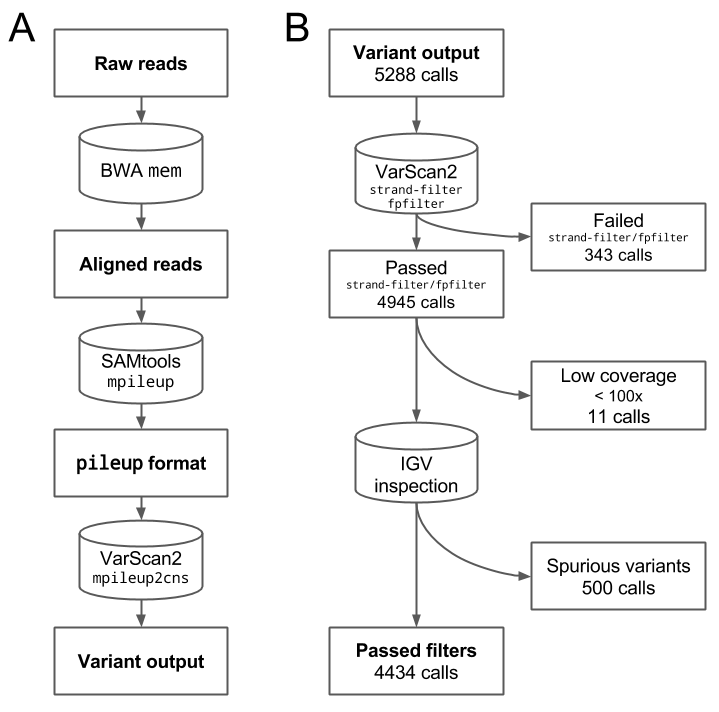 A
Raw reads
BWA mem
Aligned reads
SAMtools
mpileup
pileup format
VarScan2
mpileup2cns
Variant output
B
Variant output
5288 calls
VarScan2
strand-filter
fpfilter
Failed
strand-filter/fpfilter
343 calls
Passed
strand-filter/fpfilter
4945 calls
Low coverage
< 100x
11 calls
IGV
inspection
Spurious variants
500 calls
Passed filters
4434 calls